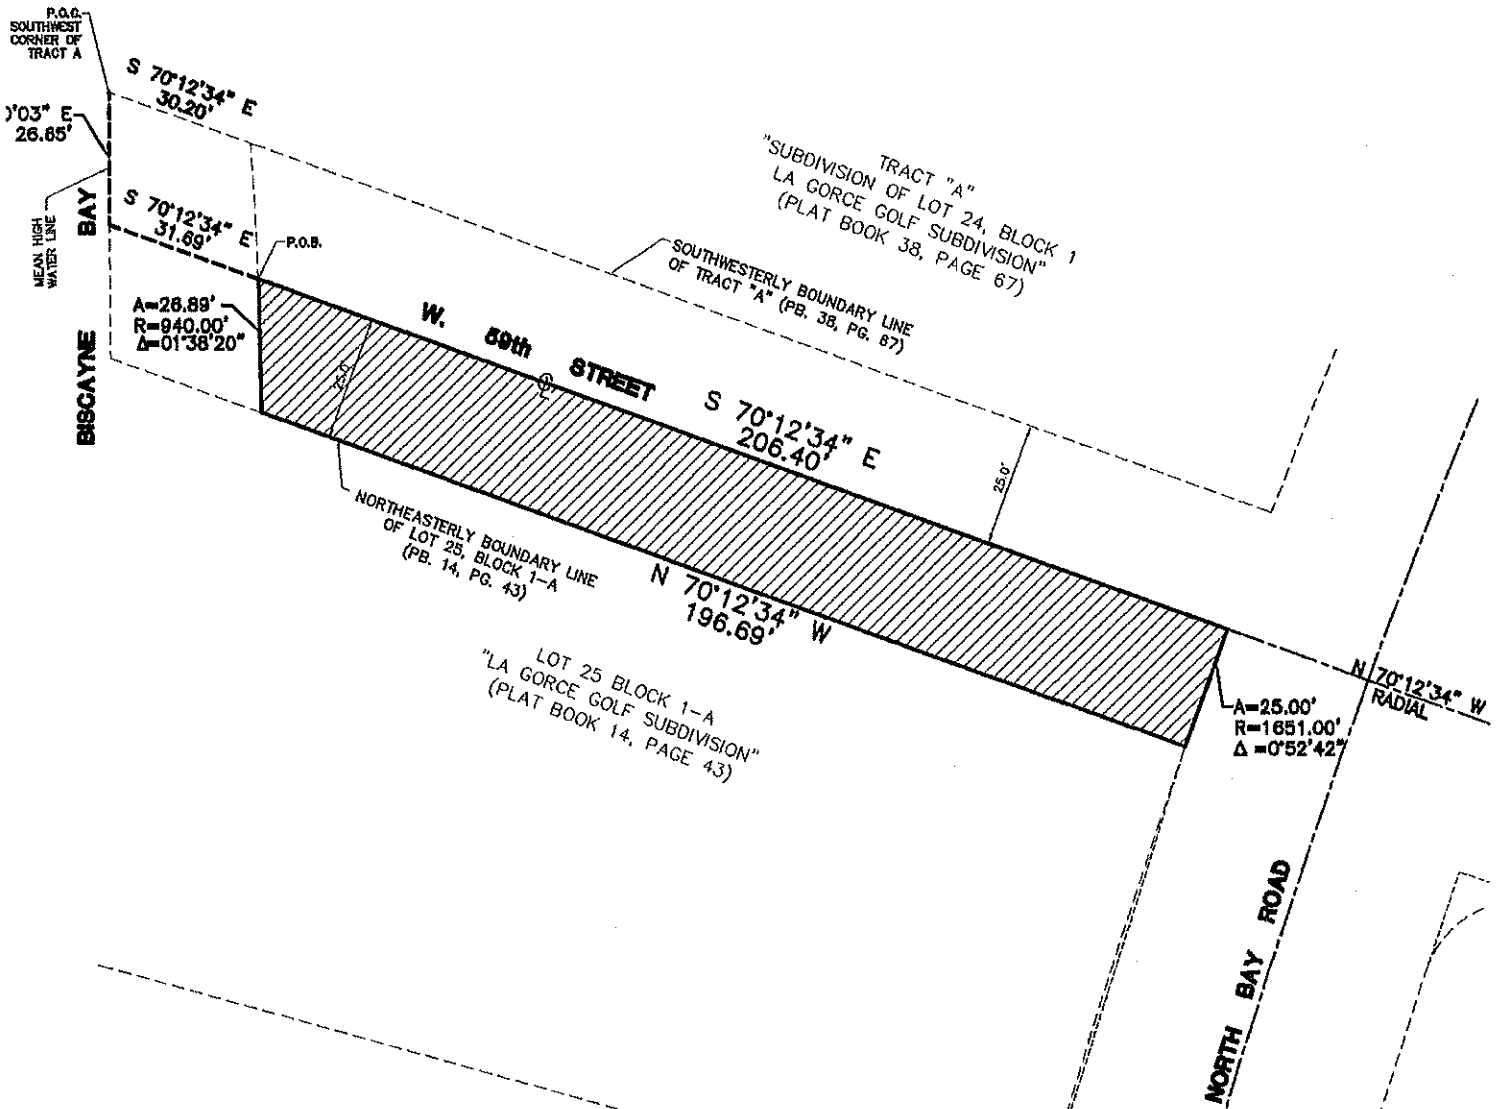 P.O.C.
SOUTHWEST
CORNER OF
TRACT A
S 70°12'34" E
30.20'
)'03" E
26.85'
MEAN HIGH
WATER LINE
BISCAYNE BAY
S 70°12'34" E
31.69'
P.O.B.
A=26.89'
R=940.00'
Δ=01°38'20"
TRACT "A"
"SUBDIVISION OF LOT 24, BLOCK 1
LA GORCE GOLF SUBDIVISION"
(PLAT BOOK 38, PAGE 67)
SOUTHWESTERLY BOUNDARY LINE
OF TRACT "A" (PB. 38, PG. 67)
W. 59th STREET
25.0'
S 70°12'34" E
206.40'
25.0'
NORTHEASTERLY BOUNDARY LINE
OF LOT 25, BLOCK 1-A
(PB. 14, PG. 43)
N 70°12'34" W
196.69'
LOT 25 BLOCK 1-A
"LA GORCE GOLF SUBDIVISION"
(PLAT BOOK 14, PAGE 43)
N 70°12'34" W
RADIAL
A=25.00'
R=1651.00'
Δ =0°52'42"
NORTH BAY ROAD